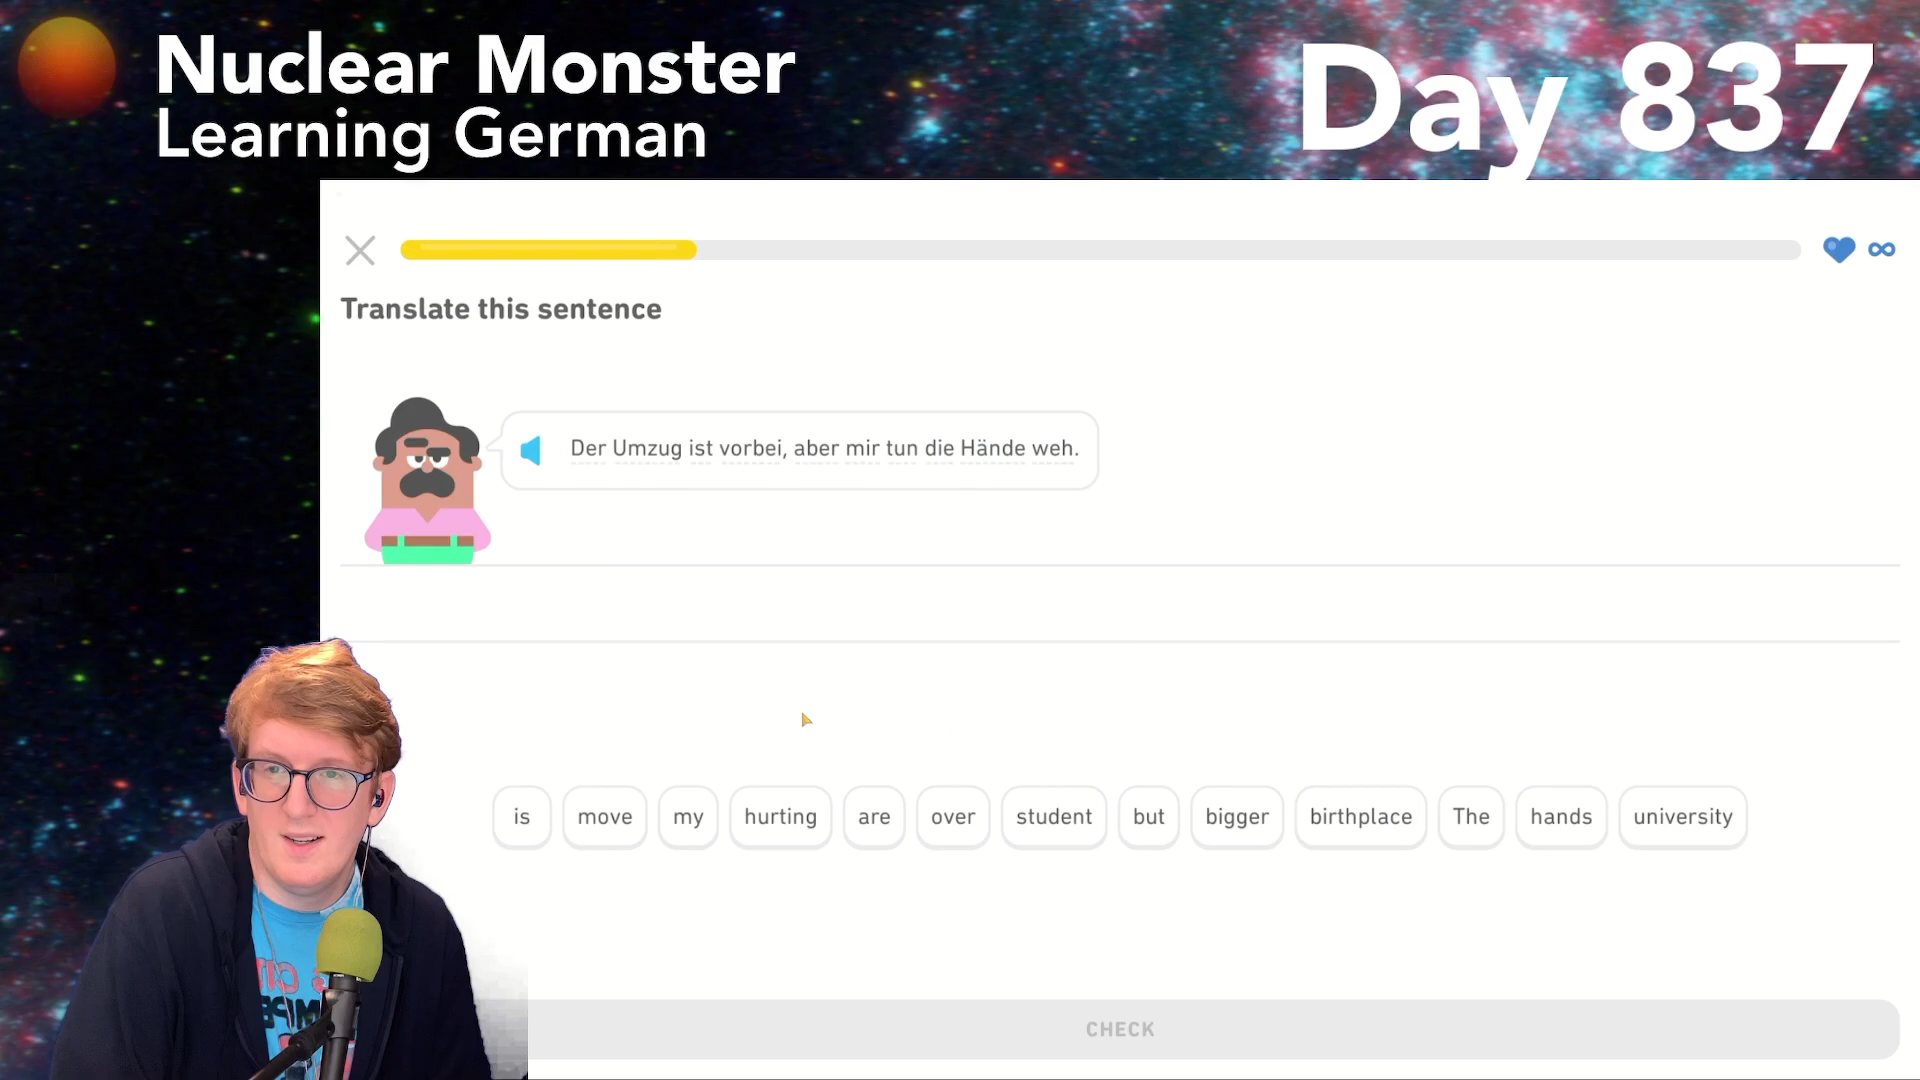 Nuclear Monster
Learning German
Day 837
Translate this sentence
Der Umzug ist vorbei, aber mir tun die Hände weh.
is move my hurting are over student but bigger birthplace The hands university
CHECK